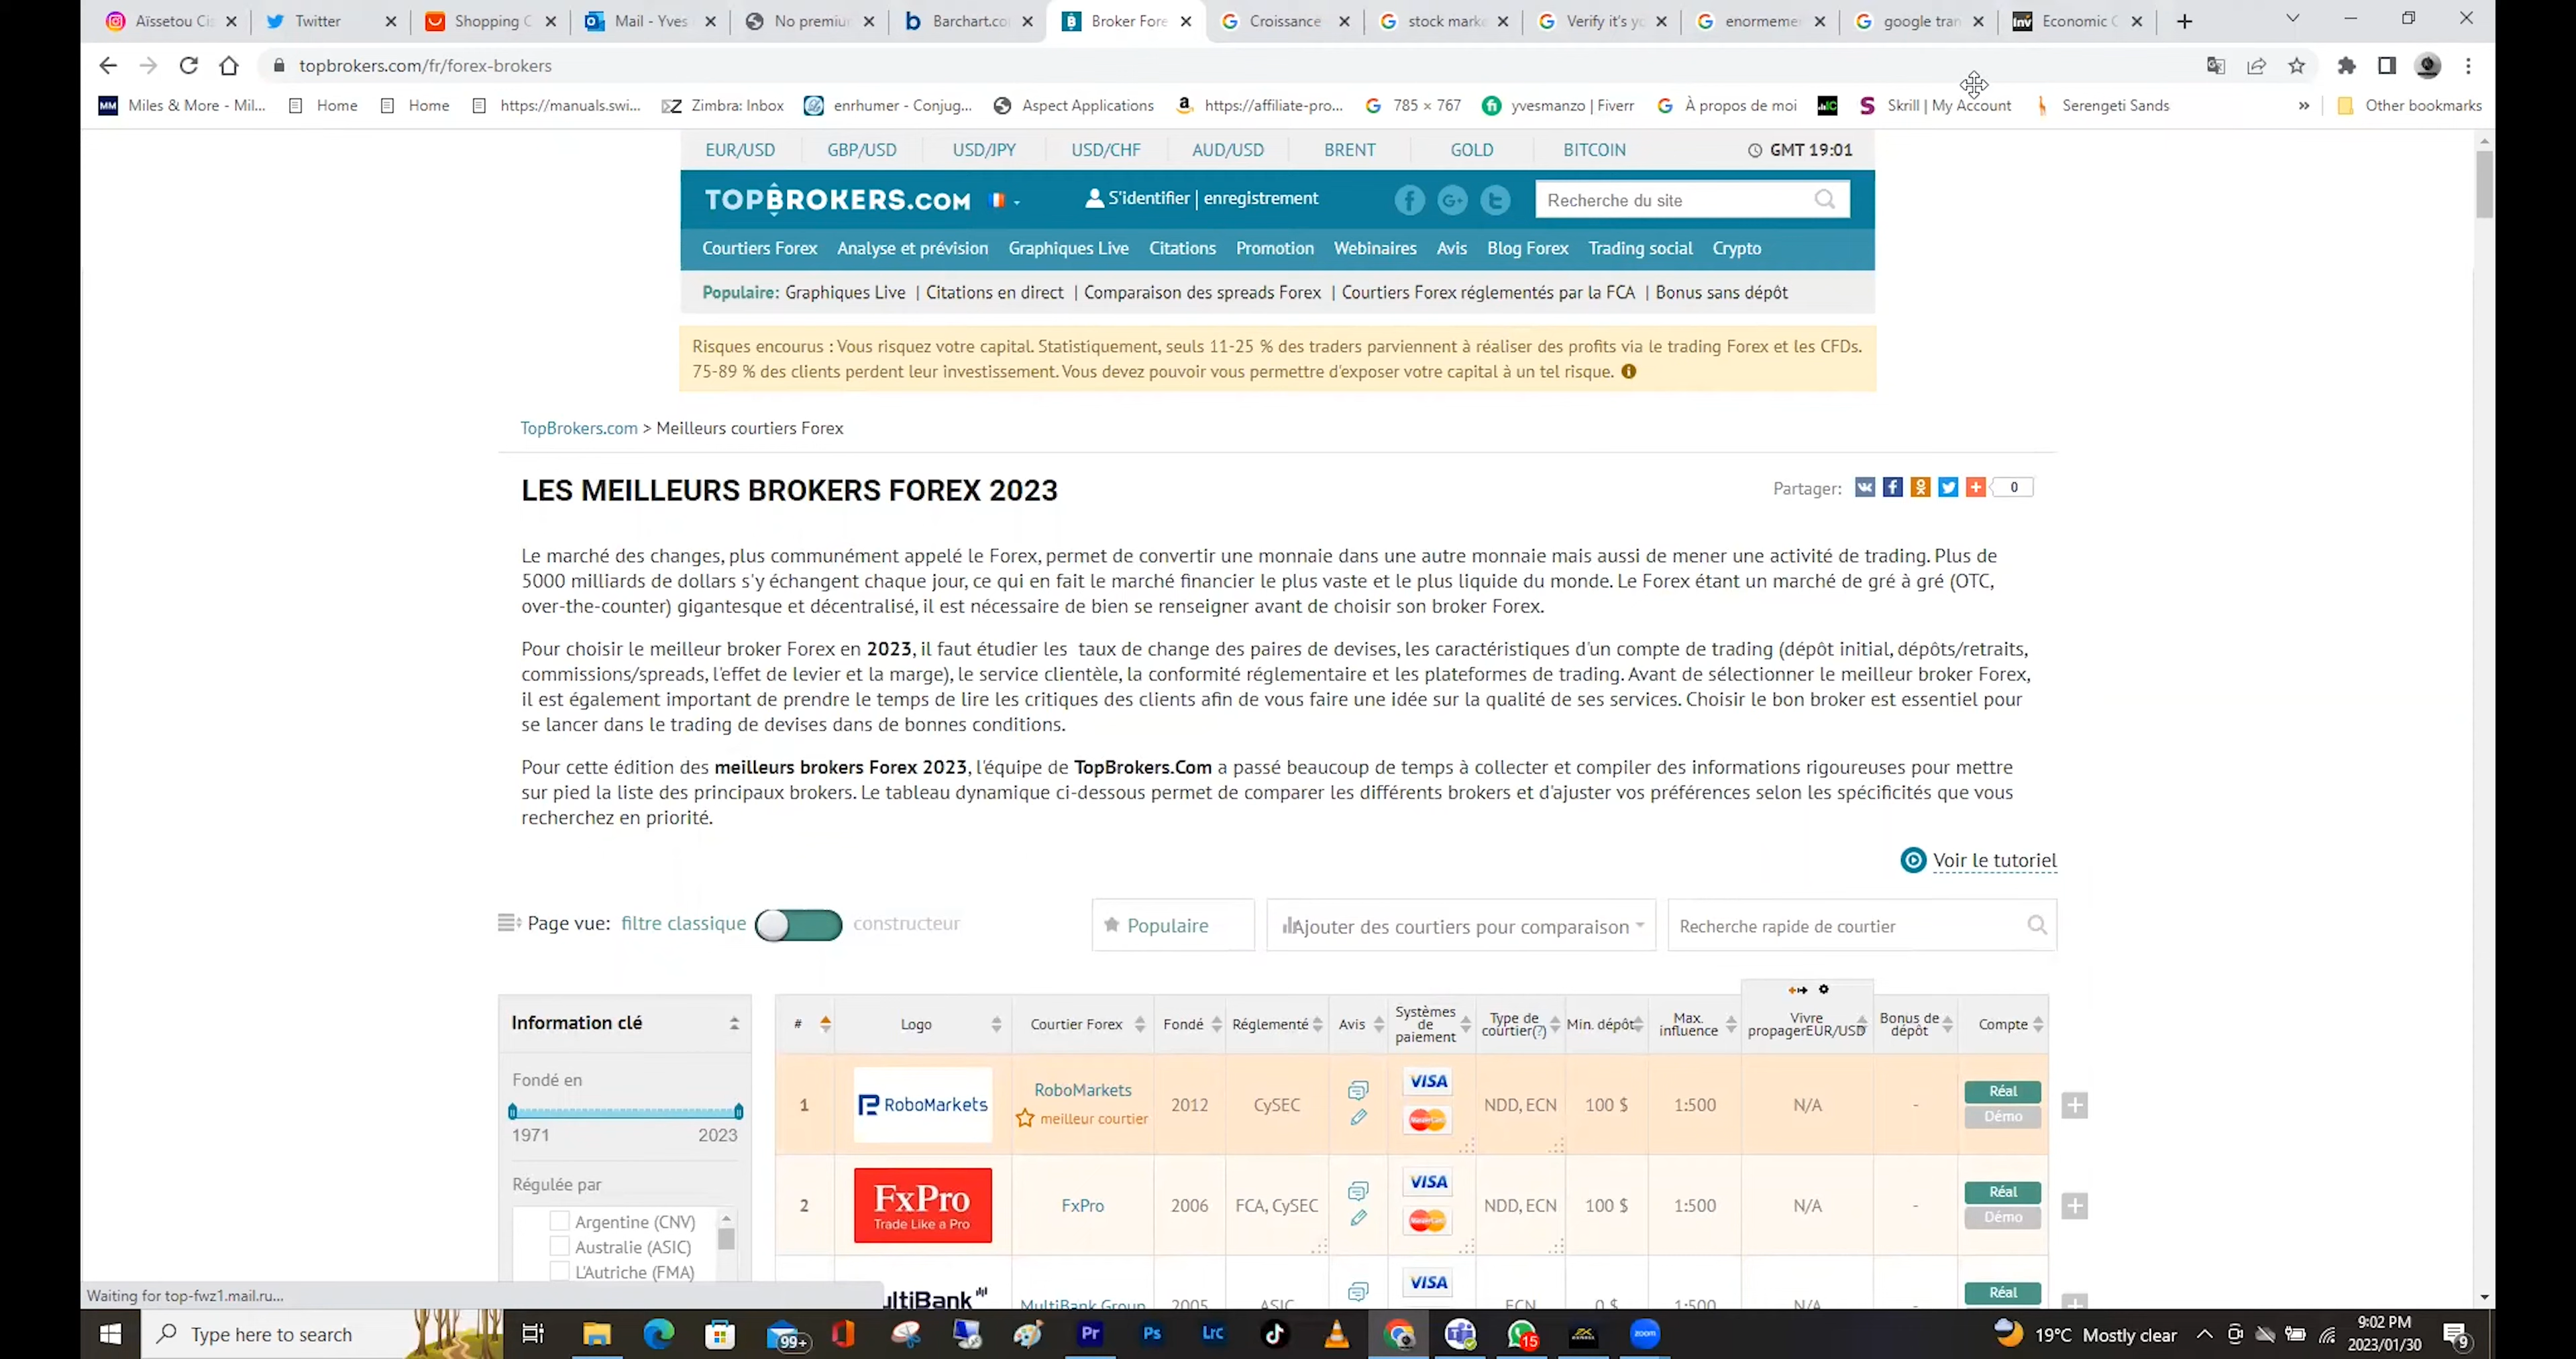 Aïssetou Cis
Twitter
Shopping C
Mail - Yves
No premiu
Barchart.co
Broker Fore
Croissance
stock marke
Verify it's yo
enormeme
google tran
Economic C
topbrokers.com/fr/forex-brokers
Miles & More - Mil...
Home
Home
https://manuals.swi...
Zimbra: Inbox
enrhumer - Conjug...
Aspect Applications
https://affiliate-pro...
785 × 767
yvesmanzo | Fiverr
À propos de moi
Skrill | My Account
Serengeti Sands
»
Other bookmarks
EUR/USD GBP/USD USD/JPY USD/CHF AUD/USD BRENT GOLD BITCOIN GMT 19:01
TOPBROKERS.COM S'identifier | enregistrement Recherche du site
Courtiers Forex Analyse et prévision Graphiques Live Citations Promotion Webinaires Avis Blog Forex Trading social Crypto
Populaire: Graphiques Live | Citations en direct | Comparaison des spreads Forex | Courtiers Forex réglementés par la FCA | Bonus sans dépôt
Risques encourus : Vous risquez votre capital. Statistiquement, seuls 11-25 % des traders parviennent à réaliser des profits via le trading Forex et les CFDs.
75-89 % des clients perdent leur investissement. Vous devez pouvoir vous permettre d'exposer votre capital à un tel risque.
TopBrokers.com > Meilleurs courtiers Forex
LES MEILLEURS BROKERS FOREX 2023
Partager: 0
Le marché des changes, plus communément appelé le Forex, permet de convertir une monnaie dans une autre monnaie mais aussi de mener une activité de trading. Plus de
5000 milliards de dollars s'y échangent chaque jour, ce qui en fait le marché financier le plus vaste et le plus liquide du monde. Le Forex étant un marché de gré à gré (OTC,
over-the-counter) gigantesque et décentralisé, il est nécessaire de bien se renseigner avant de choisir son broker Forex.
Pour choisir le meilleur broker Forex en 2023, il faut étudier les taux de change des paires de devises, les caractéristiques d'un compte de trading (dépôt initial, dépôts/retraits,
commissions/spreads, l'effet de levier et la marge), le service clientèle, la conformité réglementaire et les plateformes de trading. Avant de sélectionner le meilleur broker Forex,
il est également important de prendre le temps de lire les critiques des clients afin de vous faire une idée sur la qualité de ses services. Choisir le bon broker est essentiel pour
se lancer dans le trading de devises dans de bonnes conditions.
Pour cette édition des meilleurs brokers Forex 2023, l'équipe de TopBrokers.Com a passé beaucoup de temps à collecter et compiler des informations rigoureuses pour mettre
sur pied la liste des principaux brokers. Le tableau dynamique ci-dessous permet de comparer les différents brokers et d'ajuster vos préférences selon les spécificités que vous
recherchez en priorité.
Voir le tutoriel
Page vue: filtre classique constructeur
Populaire
Ajouter des courtiers pour comparaison
Recherche rapide de courtier
Information clé
Fondé en
1971 2023
Régulée par
Argentine (CNV)
Australie (ASIC)
L'Autriche (FMA)
# Logo Courtier Forex Fondé Réglementé Avis Systèmes de paiement Type de courtier(?) Min. dépôt Max. influence Vivre propagerEUR/USD Bonus de dépôt Compte
1 RoboMarkets RoboMarkets meilleur courtier 2012 CySEC VISA MasterCard NDD, ECN 100 $ 1:500 N/A - Réal Démo
2 FxPro Trade Like a Pro FxPro 2006 FCA, CySEC VISA MasterCard NDD, ECN 100 $ 1:500 N/A - Réal Démo
ultiBank MultiBank Group 2005 ASIC VISA ECN 0 $ 1:500 N/A - Réal
Waiting for top-fwz1.mail.ru...
Type here to search
99+
Pr
Ps
Lrc
15
zoom
19°C Mostly clear
9:02 PM
2023/01/30
9